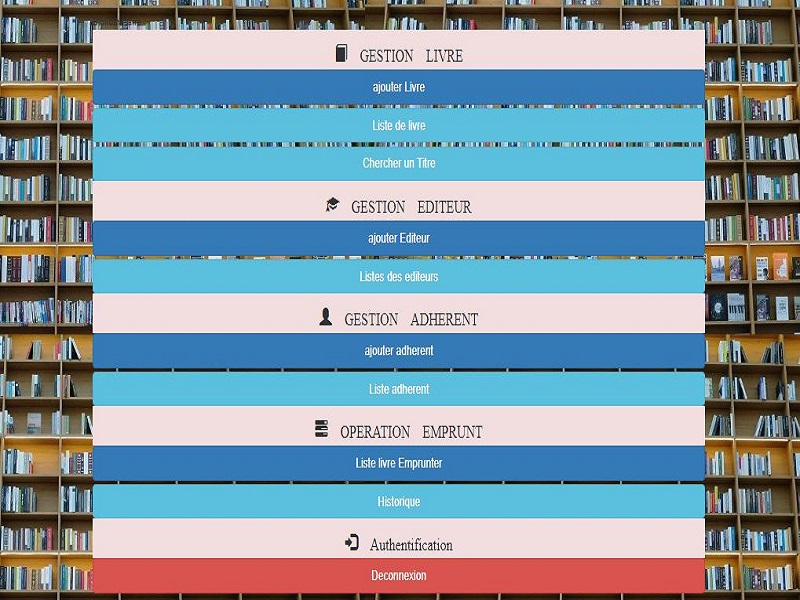 GESTION LIVRE
ajouter Livre
Liste de livre
Chercher un Titre
GESTION EDITEUR
ajouter Editeur
Listes des editeurs
GESTION ADHERENT
ajouter adherent
Liste adherent
OPERATION EMPRUNT
Liste livre Emprunter
Historique
Authentification
Deconnexion